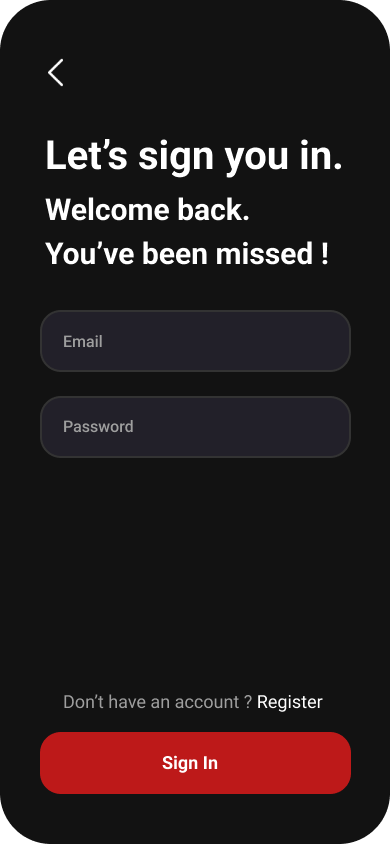 Let’s sign you in.
Welcome back.
You’ve been missed !
Email
Password
Don’t have an account ? Register
Sign In